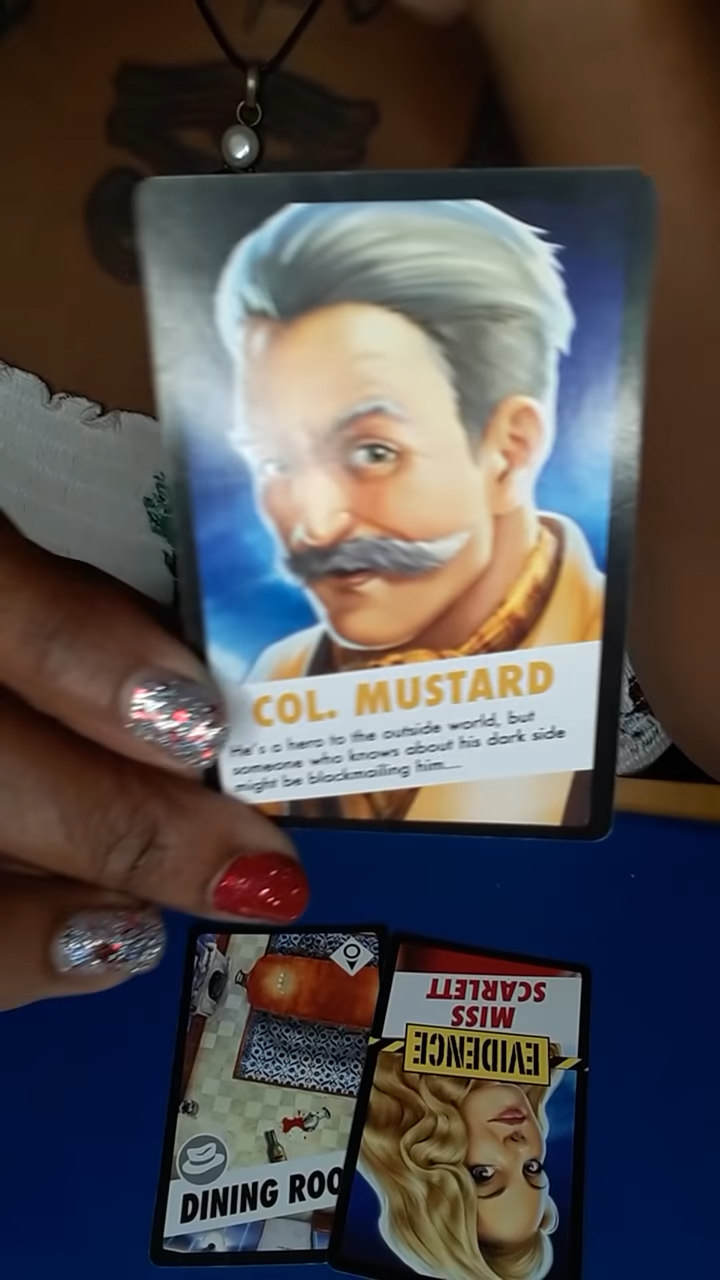 COL. MUSTARD
He's a hero to the outside world, but
someone who knows about his dark side
might be blackmailing him....
DINING ROO
MISS
SCARLETT
EVIDENCE